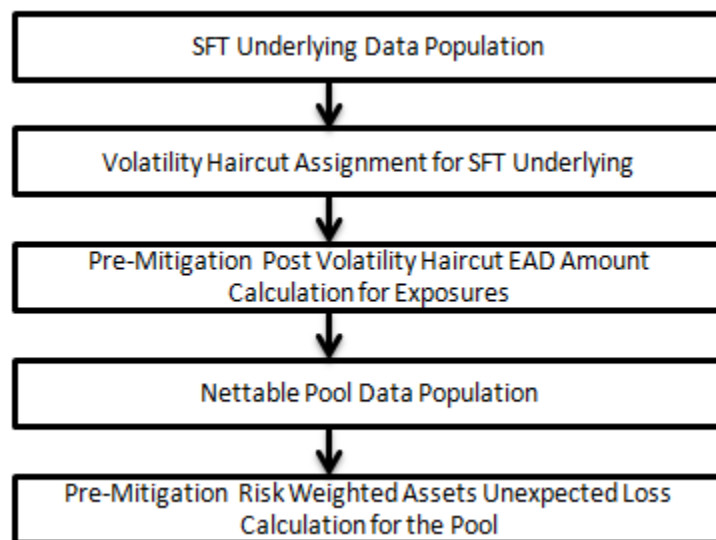 SFT Underlying Data Population
Volatility Haircut Assignment for SFT Underlying
Pre-Mitigation Post Volatility Haircut EAD Amount
Calculation for Exposures
Nettable Pool Data Population
Pre-Mitigation Risk Weighted Assets Unexpected Loss
Calculation for the Pool